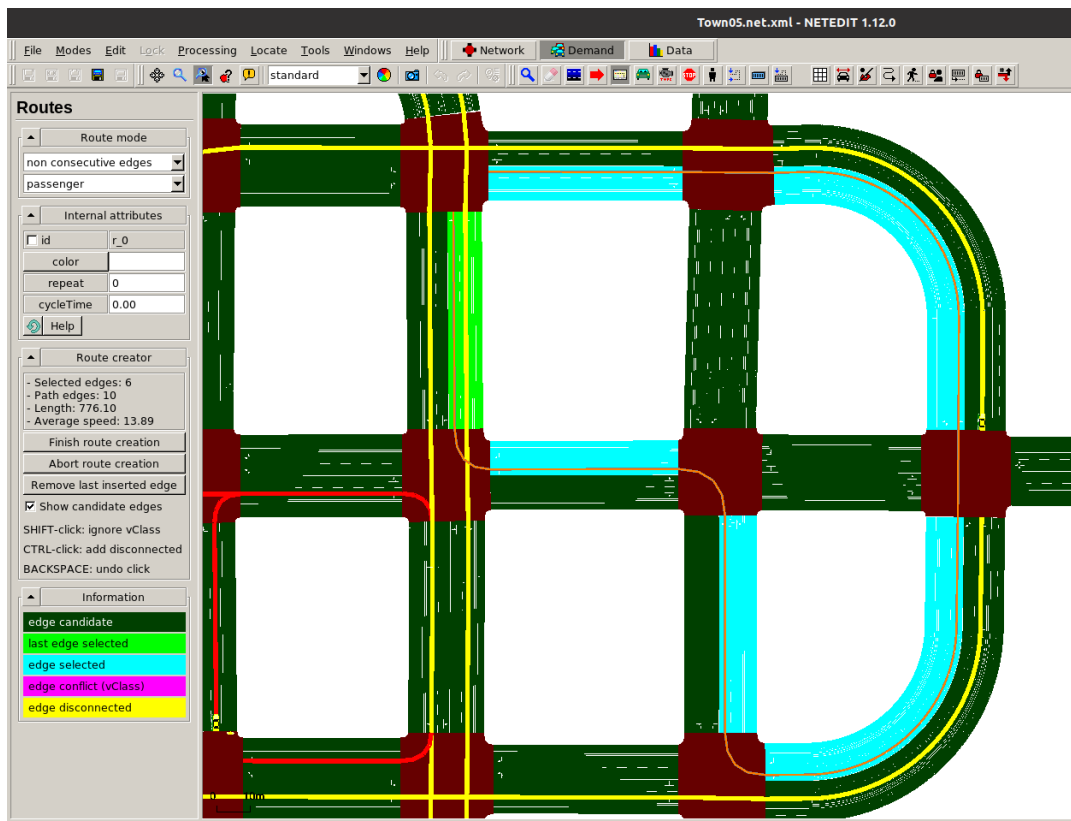 Town05.net.xml - NETEDIT 1.12.0
File Modes Edit Lock Processing Locate Tools Windows Help Network Demand Data
standard
Routes
Route mode
non consecutive edges
passenger
Internal attributes
id r_0
color
repeat 0
cycleTime 0.00
Help
Route creator
- Selected edges: 6
- Path edges: 10
- Length: 776.10
- Average speed: 13.89
Finish route creation
Abort route creation
Remove last inserted edge
Show candidate edges
SHIFT-click: ignore vClass
CTRL-click: add disconnected
BACKSPACE: undo click
Information
edge candidate
last edge selected
edge selected
edge conflict (vClass)
edge disconnected